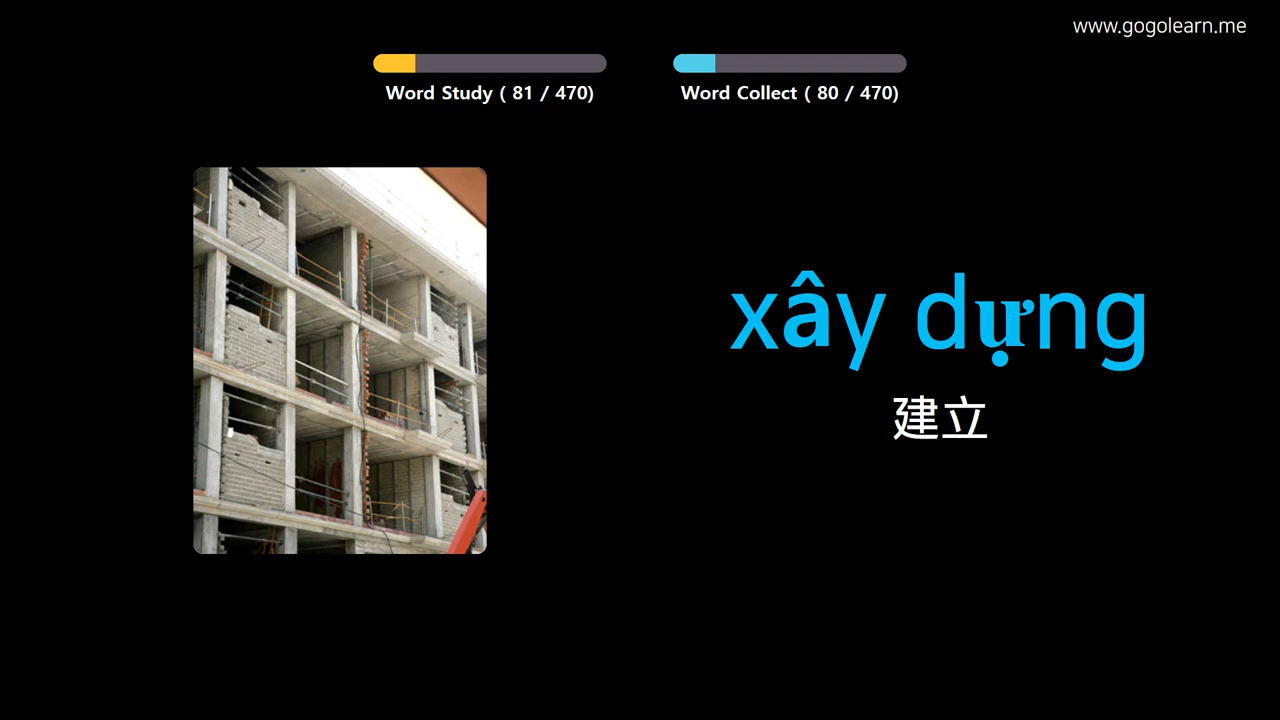 www.gogolearn.me
Word Study ( 81 / 470)
Word Collect ( 80 / 470)
xây dựng
建立